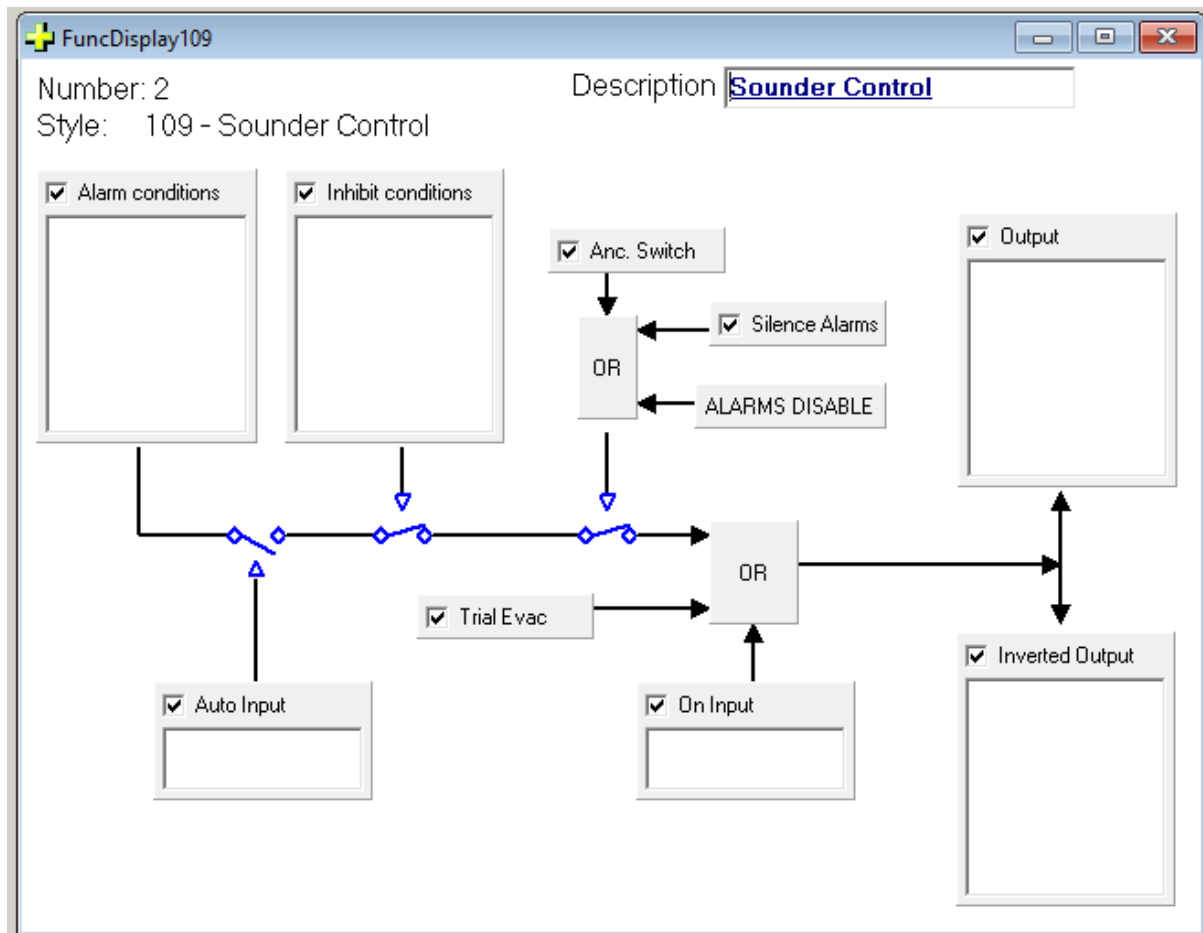 FuncDisplay109
Number: 2
Description Sounder Control
Style: 109 - Sounder Control
Alarm conditions
Inhibit conditions
Anc. Switch
Output
Silence Alarms
OR
ALARMS DISABLE
OR
Trial Evac
Inverted Output
Auto Input
On Input